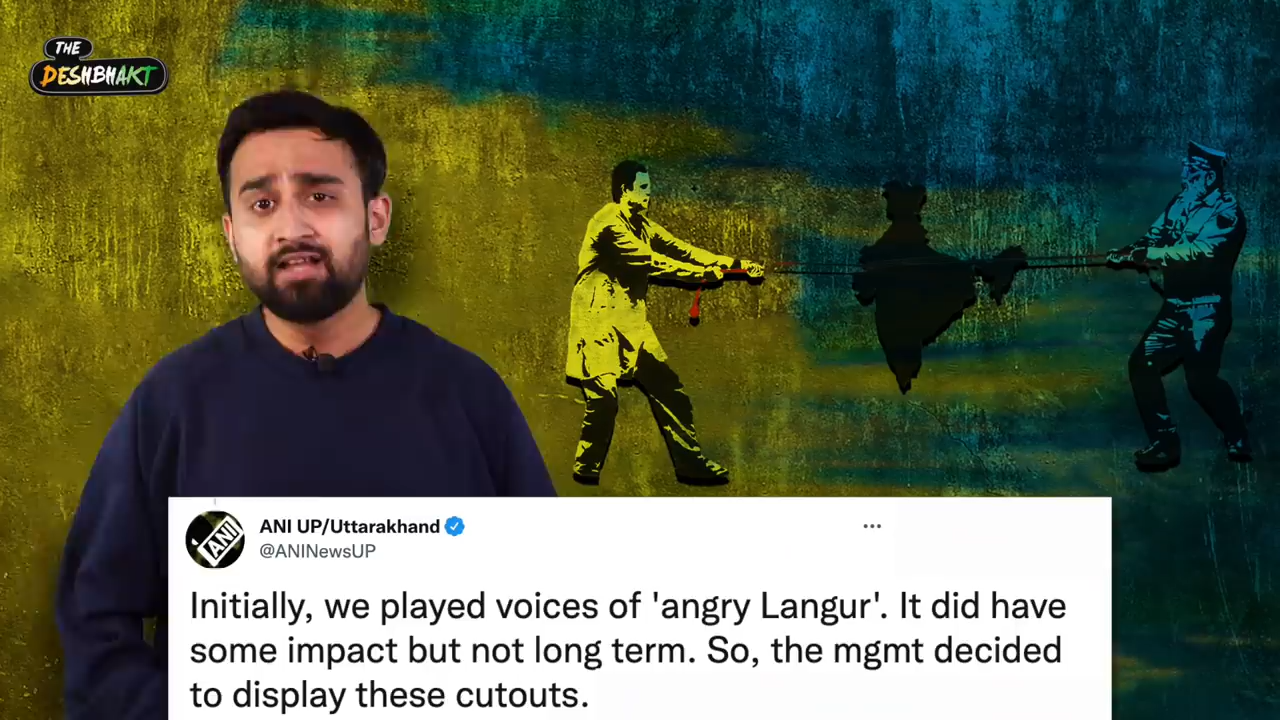 THE
DESHBHAKT
ANI
ANI UP/Uttarakhand
@ANINewsUP
Initially, we played voices of 'angry Langur'. It did have
some impact but not long term. So, the mgmt decided
to display these cutouts.